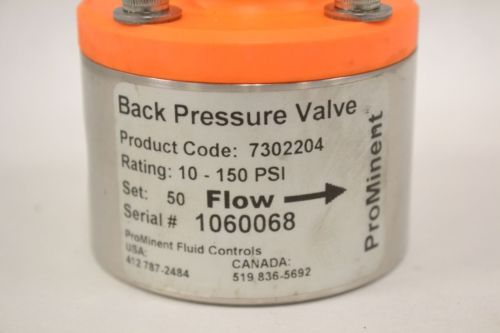 Back Pressure Valve
Product Code: 7302204
Rating: 10 - 150 PSI
Set: 50 Flow
Serial # 1060068
ProMinent Fluid Controls
USA: CANADA:
412 787-2484 519 836-5692
ProMinent